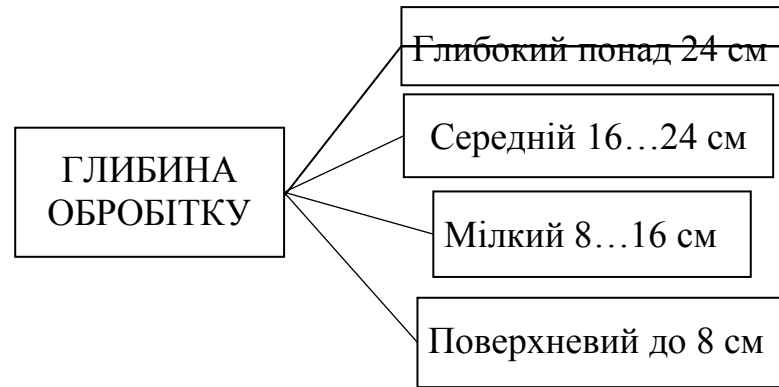 Глибокий понад 24 см
Середній 16…24 см
ГЛИБИНА
ОБРОБІТКУ
Мілкий 8…16 см
Поверхневий до 8 см